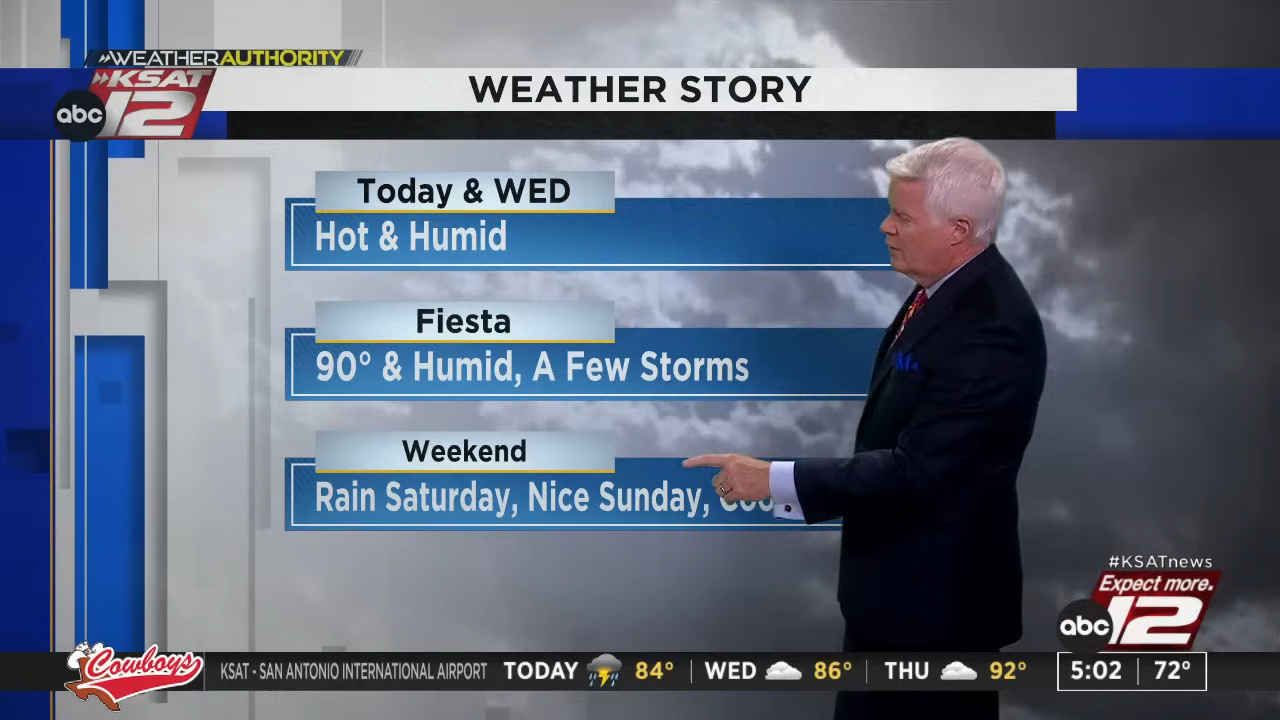 WEATHERAUTHORITY
KSAT
abc 12
WEATHER STORY
Today & WED
Hot & Humid
Fiesta
90° & Humid, A Few Storms
Weekend
Rain Saturday, Nice Sunday,
#KSATnews
Expect more.
abc 12
Cowboys
KSAT - SAN ANTONIO INTERNATIONAL AIRPORT
TODAY 84° WED 86° THU 92°
5:02 72°